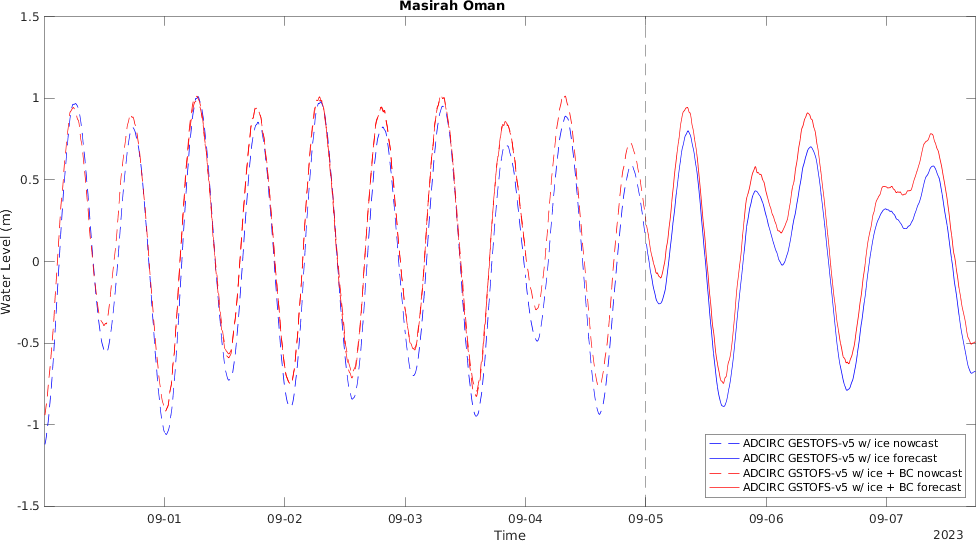 Masirah Oman
1.5
1
0.5
0
-0.5
-1
-1.5
Water Level (m)
09-01 09-02 09-03 09-04 09-05 09-06 09-07
Time
2023
ADCIRC GESTOFS-v5 w/ ice nowcast
ADCIRC GESTOFS-v5 w/ ice forecast
ADCIRC GSTOFS-v5 w/ ice + BC nowcast
ADCIRC GSTOFS-v5 w/ ice + BC forecast